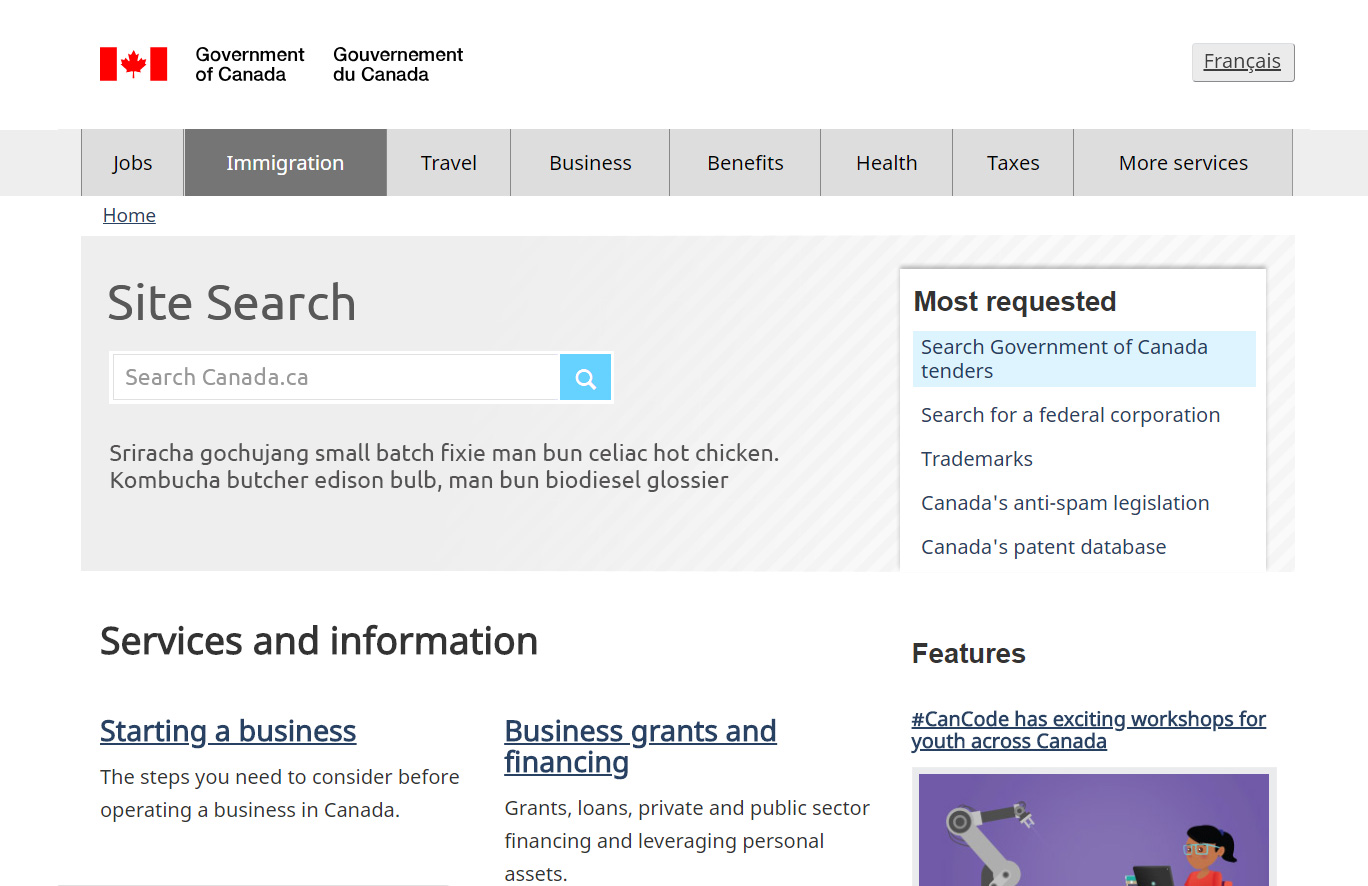 Government Gouvernement
of Canada du Canada
Français
Jobs Immigration Travel Business Benefits Health Taxes More services
Home
Site Search
Search Canada.ca
Sriracha gochujang small batch fixie man bun celiac hot chicken.
Kombucha butcher edison bulb, man bun biodiesel glossier
Most requested
Search Government of Canada
tenders
Search for a federal corporation
Trademarks
Canada's anti-spam legislation
Canada's patent database
Services and information
Starting a business
The steps you need to consider before
operating a business in Canada.
Business grants and
financing
Grants, loans, private and public sector
financing and leveraging personal
assets.
Features
#CanCode has exciting workshops for
youth across Canada